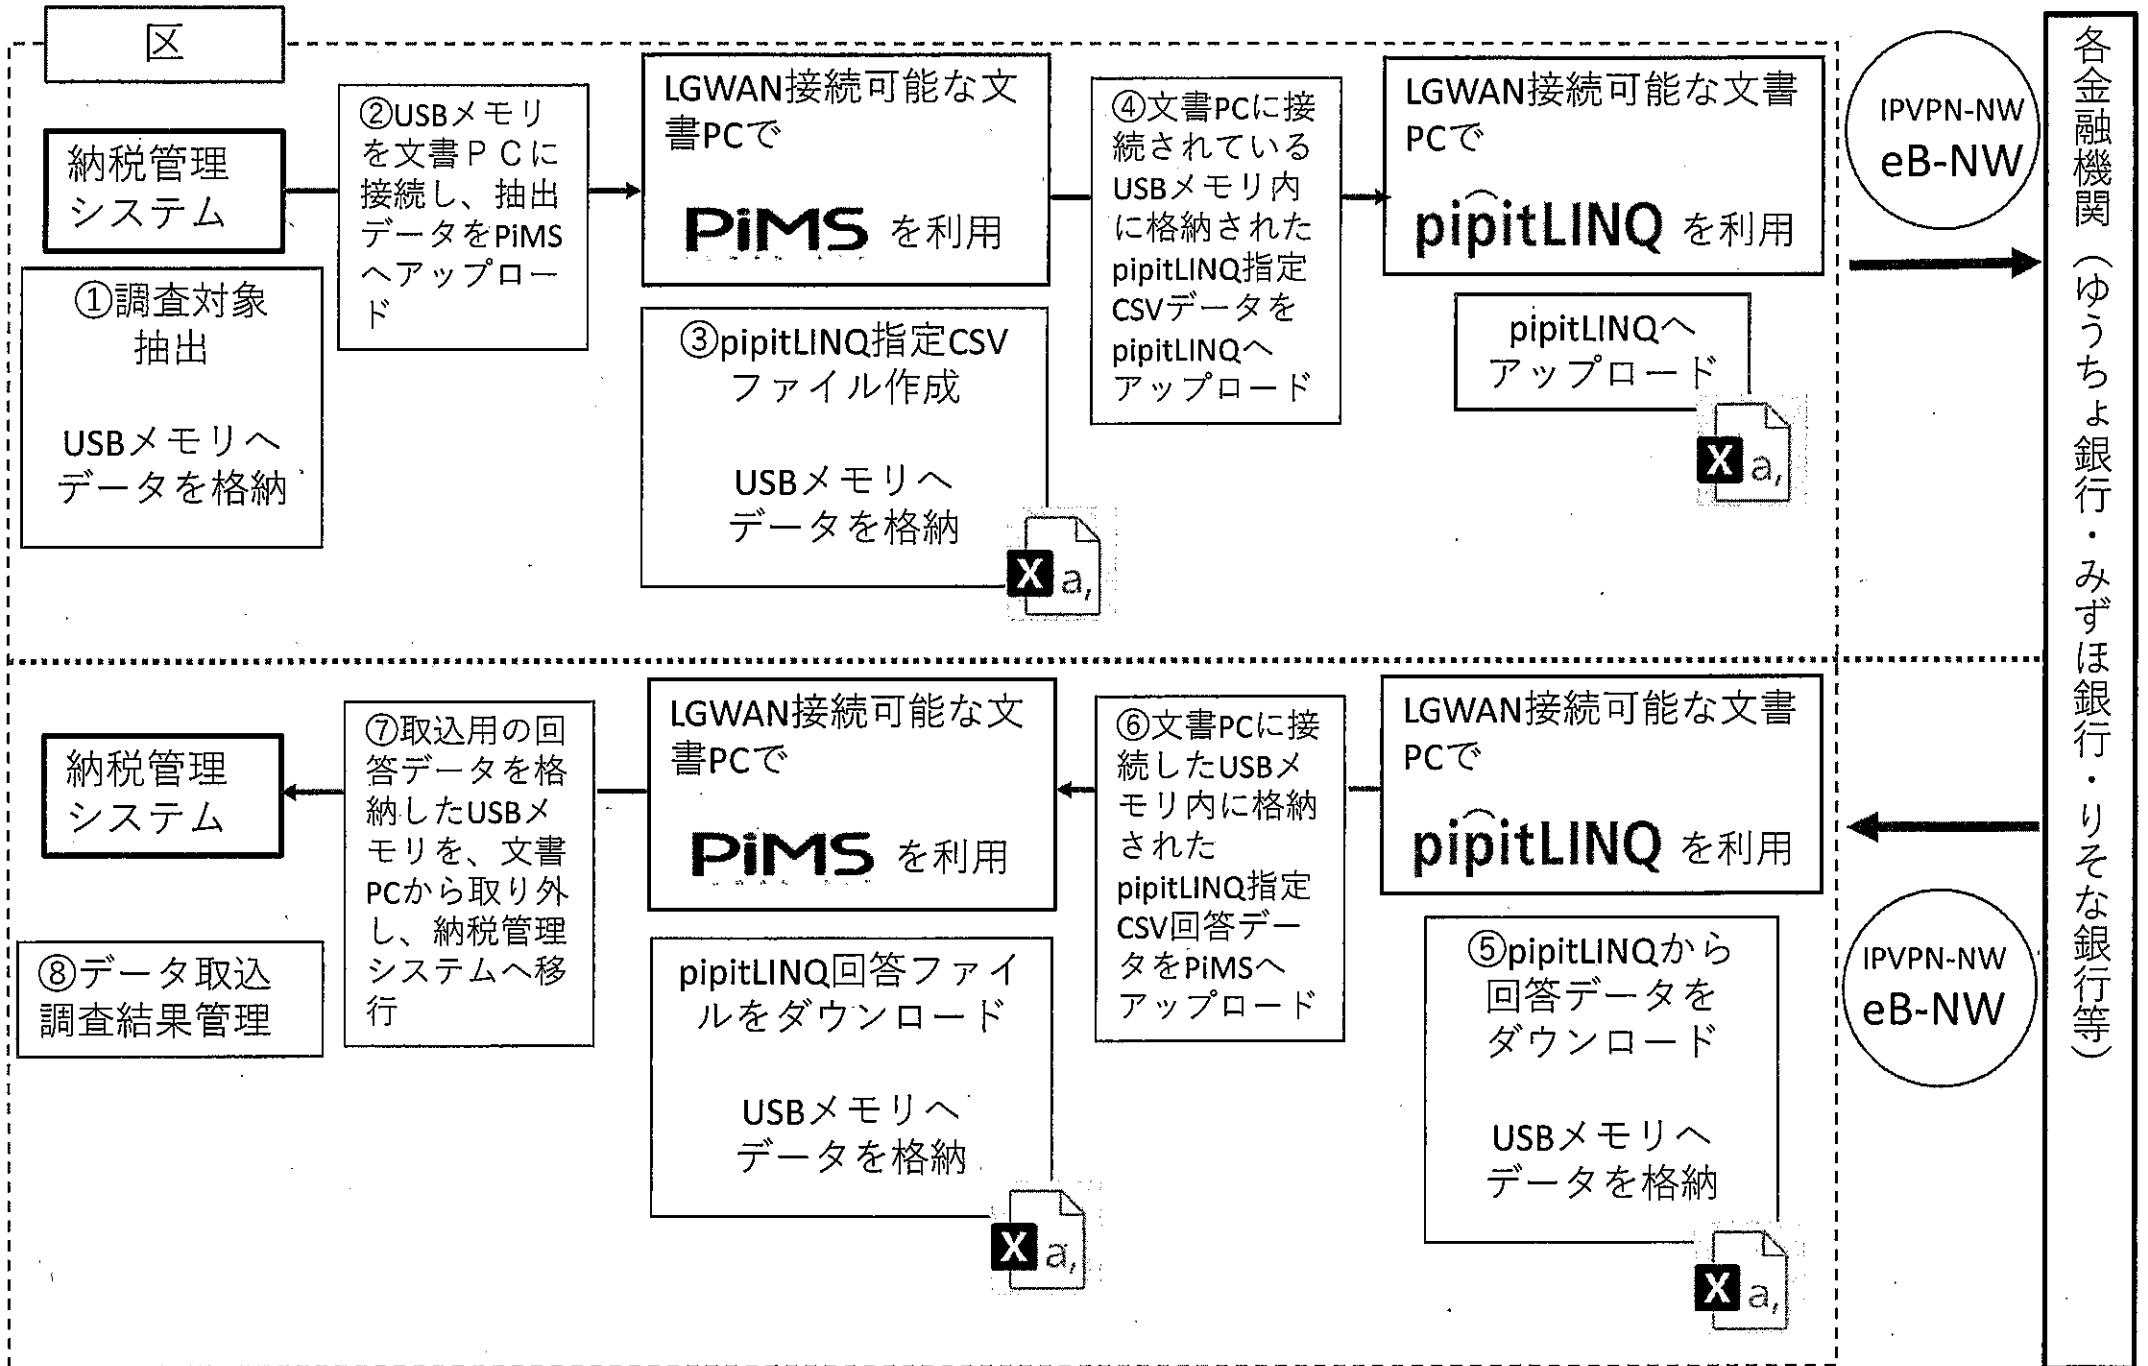 区
納税管理
システム
①調査対象
抽出
USBメモリへ
データを格納
②USBメモリ
を文書ＰＣに
接続し、抽出
データをPiMS
へアップロー
ド
LGWAN接続可能な文
書PCで
PiMS を利用
③pipitLINQ指定CSV
ファイル作成
USBメモリへ
データを格納
X a,
④文書PCに接
続されている
USBメモリ内
に格納された
pipitLINQ指定
CSVデータを
pipitLINQへ
アップロード
LGWAN接続可能な文書
PCで
pipitLINQ を利用
pipitLINQへ
アップロード
X a,
IPVPN-NW
eB-NW
各金融機関（ゆうちょ銀行・みずほ銀行・りそな銀行等）
納税管理
システム
⑧データ取込
調査結果管理
⑦取込用の回
答データを格
納したUSBメ
モリを、文書
PCから取り外
し、納税管理
システムへ移
行
LGWAN接続可能な文
書PCで
PiMS を利用
pipitLINQ回答ファイ
ルをダウンロード
USBメモリへ
データを格納
X a,
⑥文書PCに接
続したUSBメ
モリ内に格納
された
pipitLINQ指定
CSV回答デー
タをPiMSへ
アップロード
LGWAN接続可能な文書
PCで
pipitLINQ を利用
⑤pipitLINQから
回答データを
ダウンロード
USBメモリへ
データを格納
X a,
IPVPN-NW
eB-NW